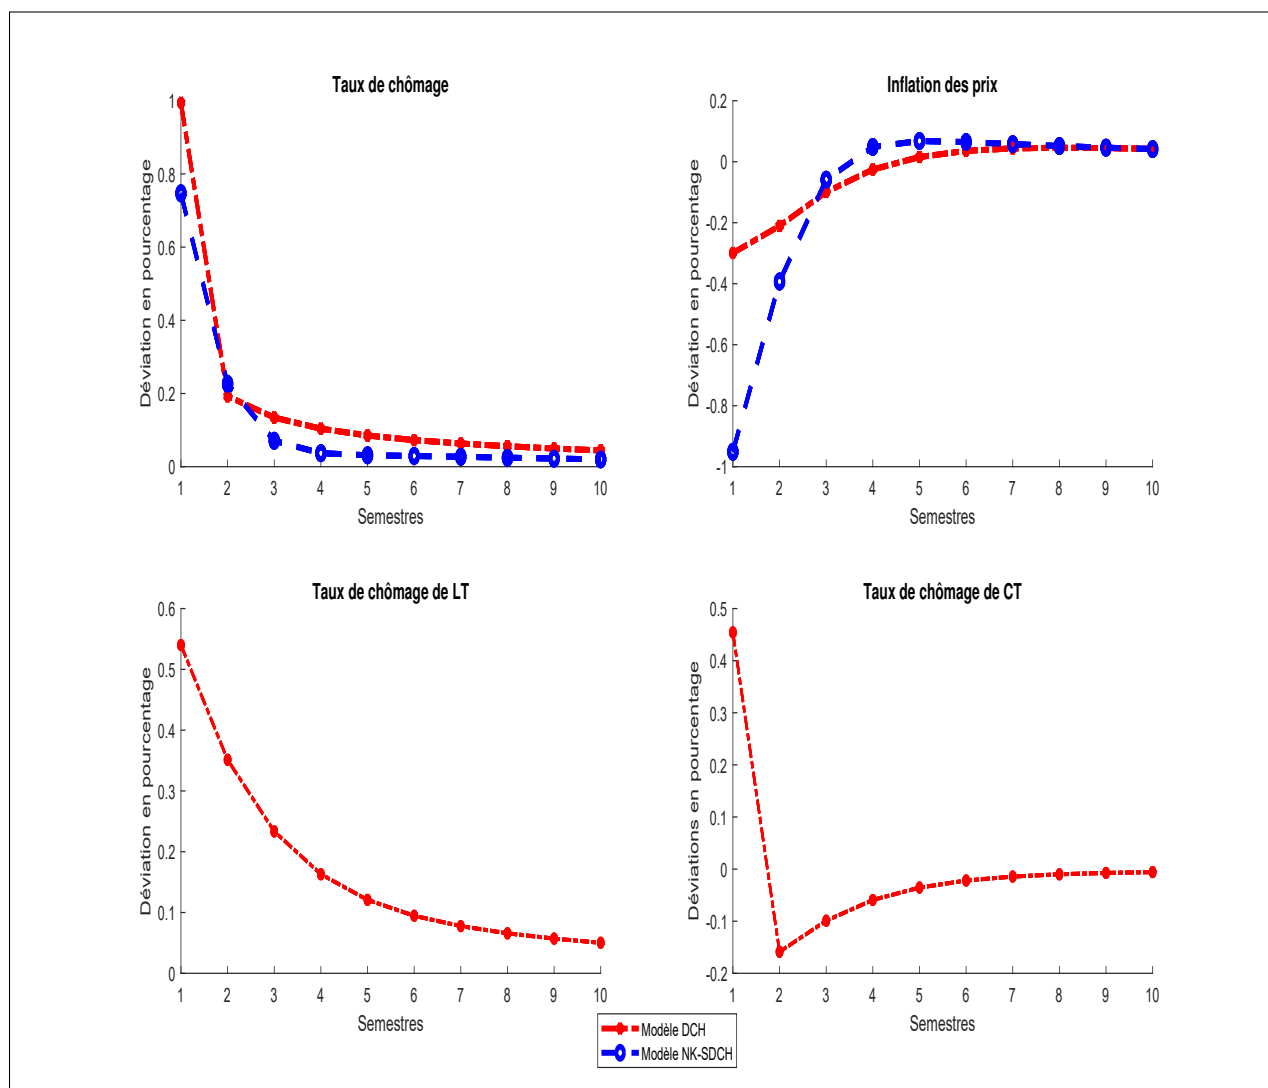 Taux de chômage
Déviation en pourcentage
1
0.8
0.6
0.4
0.2
0
1 2 3 4 5 6 7 8 9 10
Semestres
Inflation des prix
Déviation en pourcentage
0.2
0
-0.2
-0.4
-0.6
-0.8
-1
1 2 3 4 5 6 7 8 9 10
Semestres
Taux de chômage de LT
Déviation en pourcentage
0.6
0.5
0.4
0.3
0.2
0.1
0
1 2 3 4 5 6 7 8 9 10
Semestres
Taux de chômage de CT
Déviations en pourcentage
0.5
0.4
0.3
0.2
0.1
0
-0.1
-0.2
1 2 3 4 5 6 7 8 9 10
Semestres
Modèle DCH
Modèle NK-SDCH